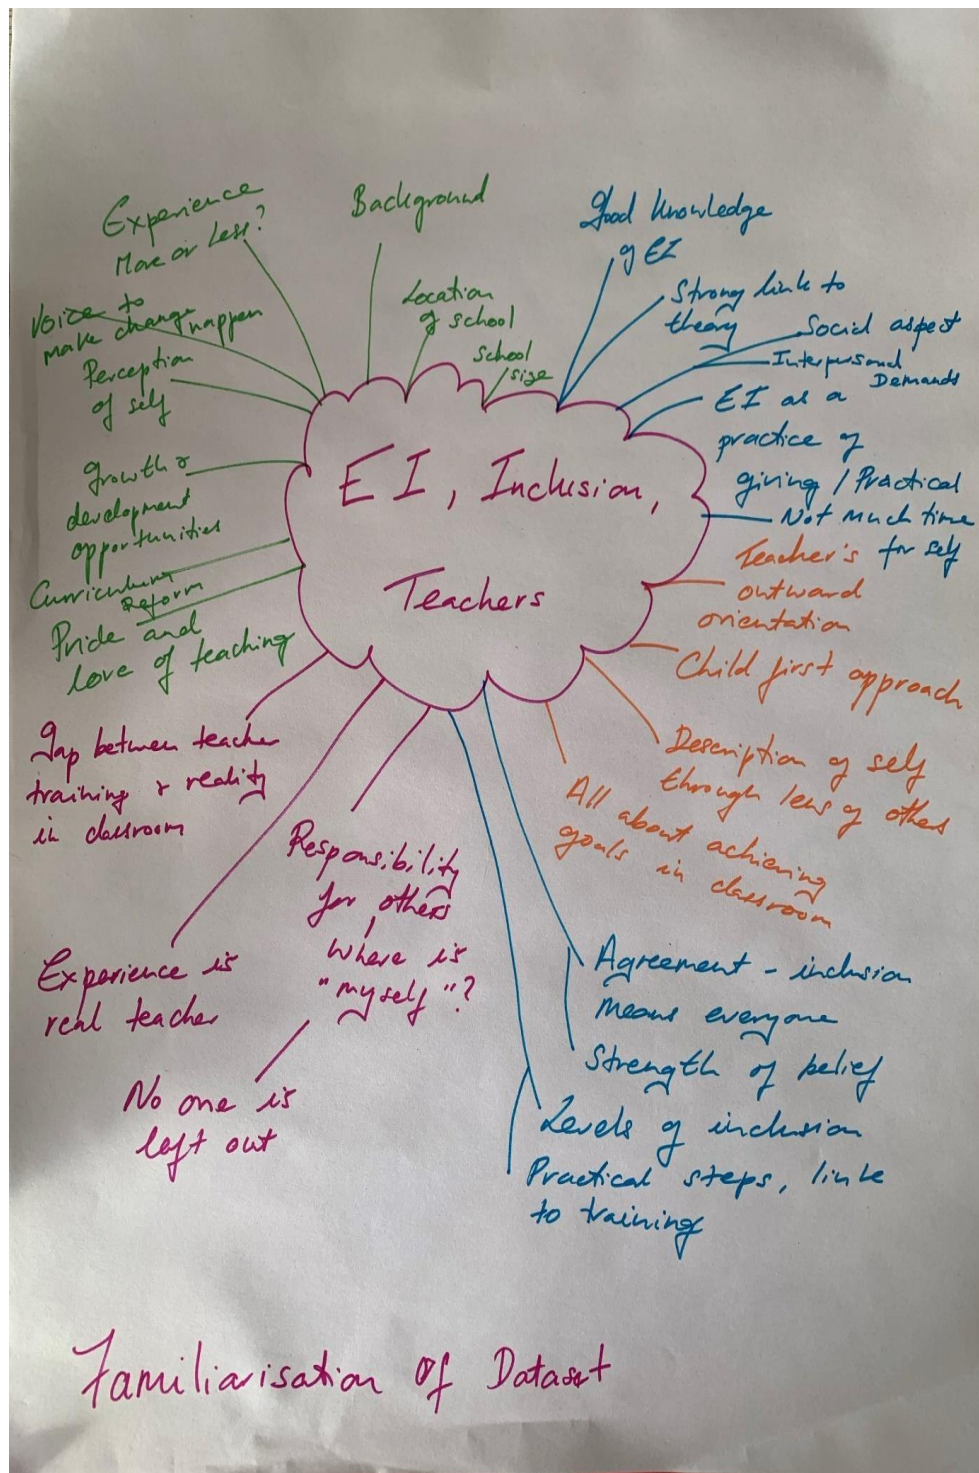 Experience
More or less?
Background
Good knowledge
of EI
Location
of school
School
size
Strong link to
theory
Social aspect
Interpersonal
Demands
EI as a
practice of
giving / Practical
Not much time
for self
Voice to
make change happen
Perception
of self
Growth &
development
opportunities
Curriculum
Reform
Pride and
love of teaching
EI, Inclusion,
Teachers
Teacher's
outward
orientation
Child first approach
Description of self
through lens of others
All about achieving
goals in classroom
Gap between teacher
training & reality
in classroom
Responsibility
for others
where is
"myself"?
Experience is
real teacher
No one is
left out
Agreement - inclusion
means everyone
Strength of belief
Levels of inclusion
Practical steps, link
to training
Familiarisation of Dataset